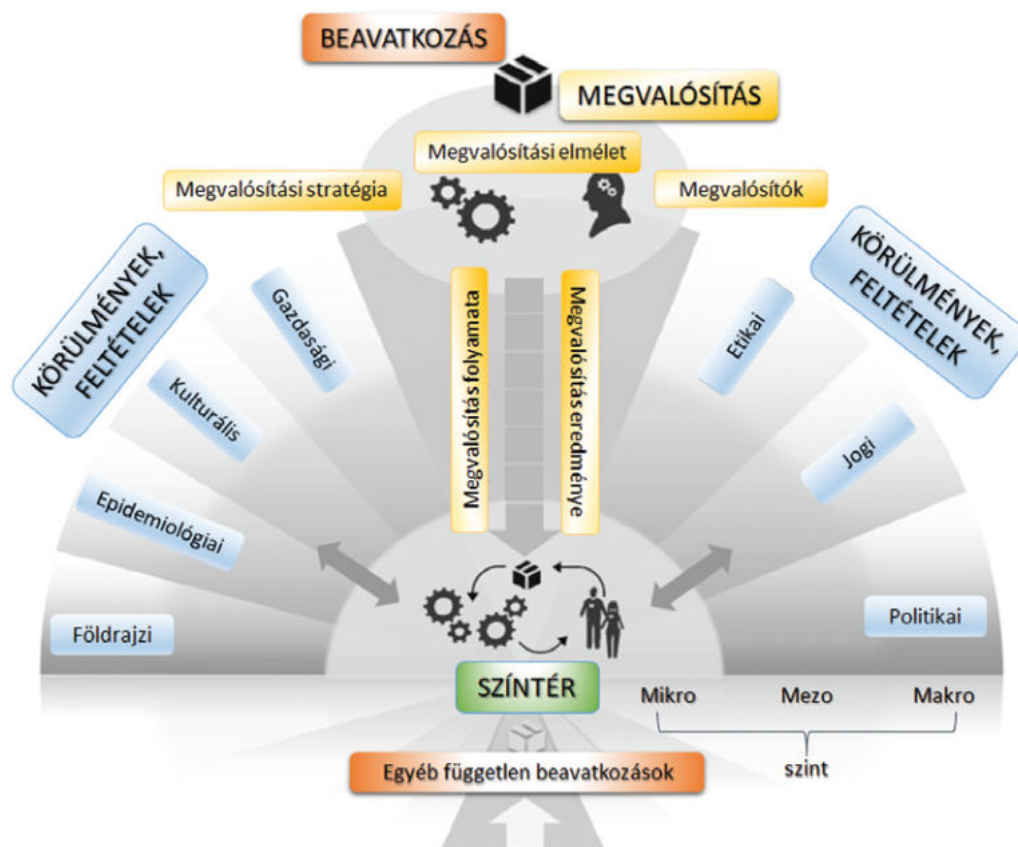 BEAVATKOZÁS
MEGVALÓSÍTÁS
Megvalósítási elmélet
Megvalósítási stratégia
Megvalósítók
KÖRÜLMÉNYEK,
FELTÉTELEK
KÖRÜLMÉNYEK,
FELTÉTELEK
Gazdasági
Kulturális
Epidemiológiai
Földrajzi
Megvalósítás folyamata
Megvalósítás eredménye
Etikai
Jogi
Politikai
SZÍNTÉR
Mikro
Mezo
Makro
szint
Egyéb független beavatkozások